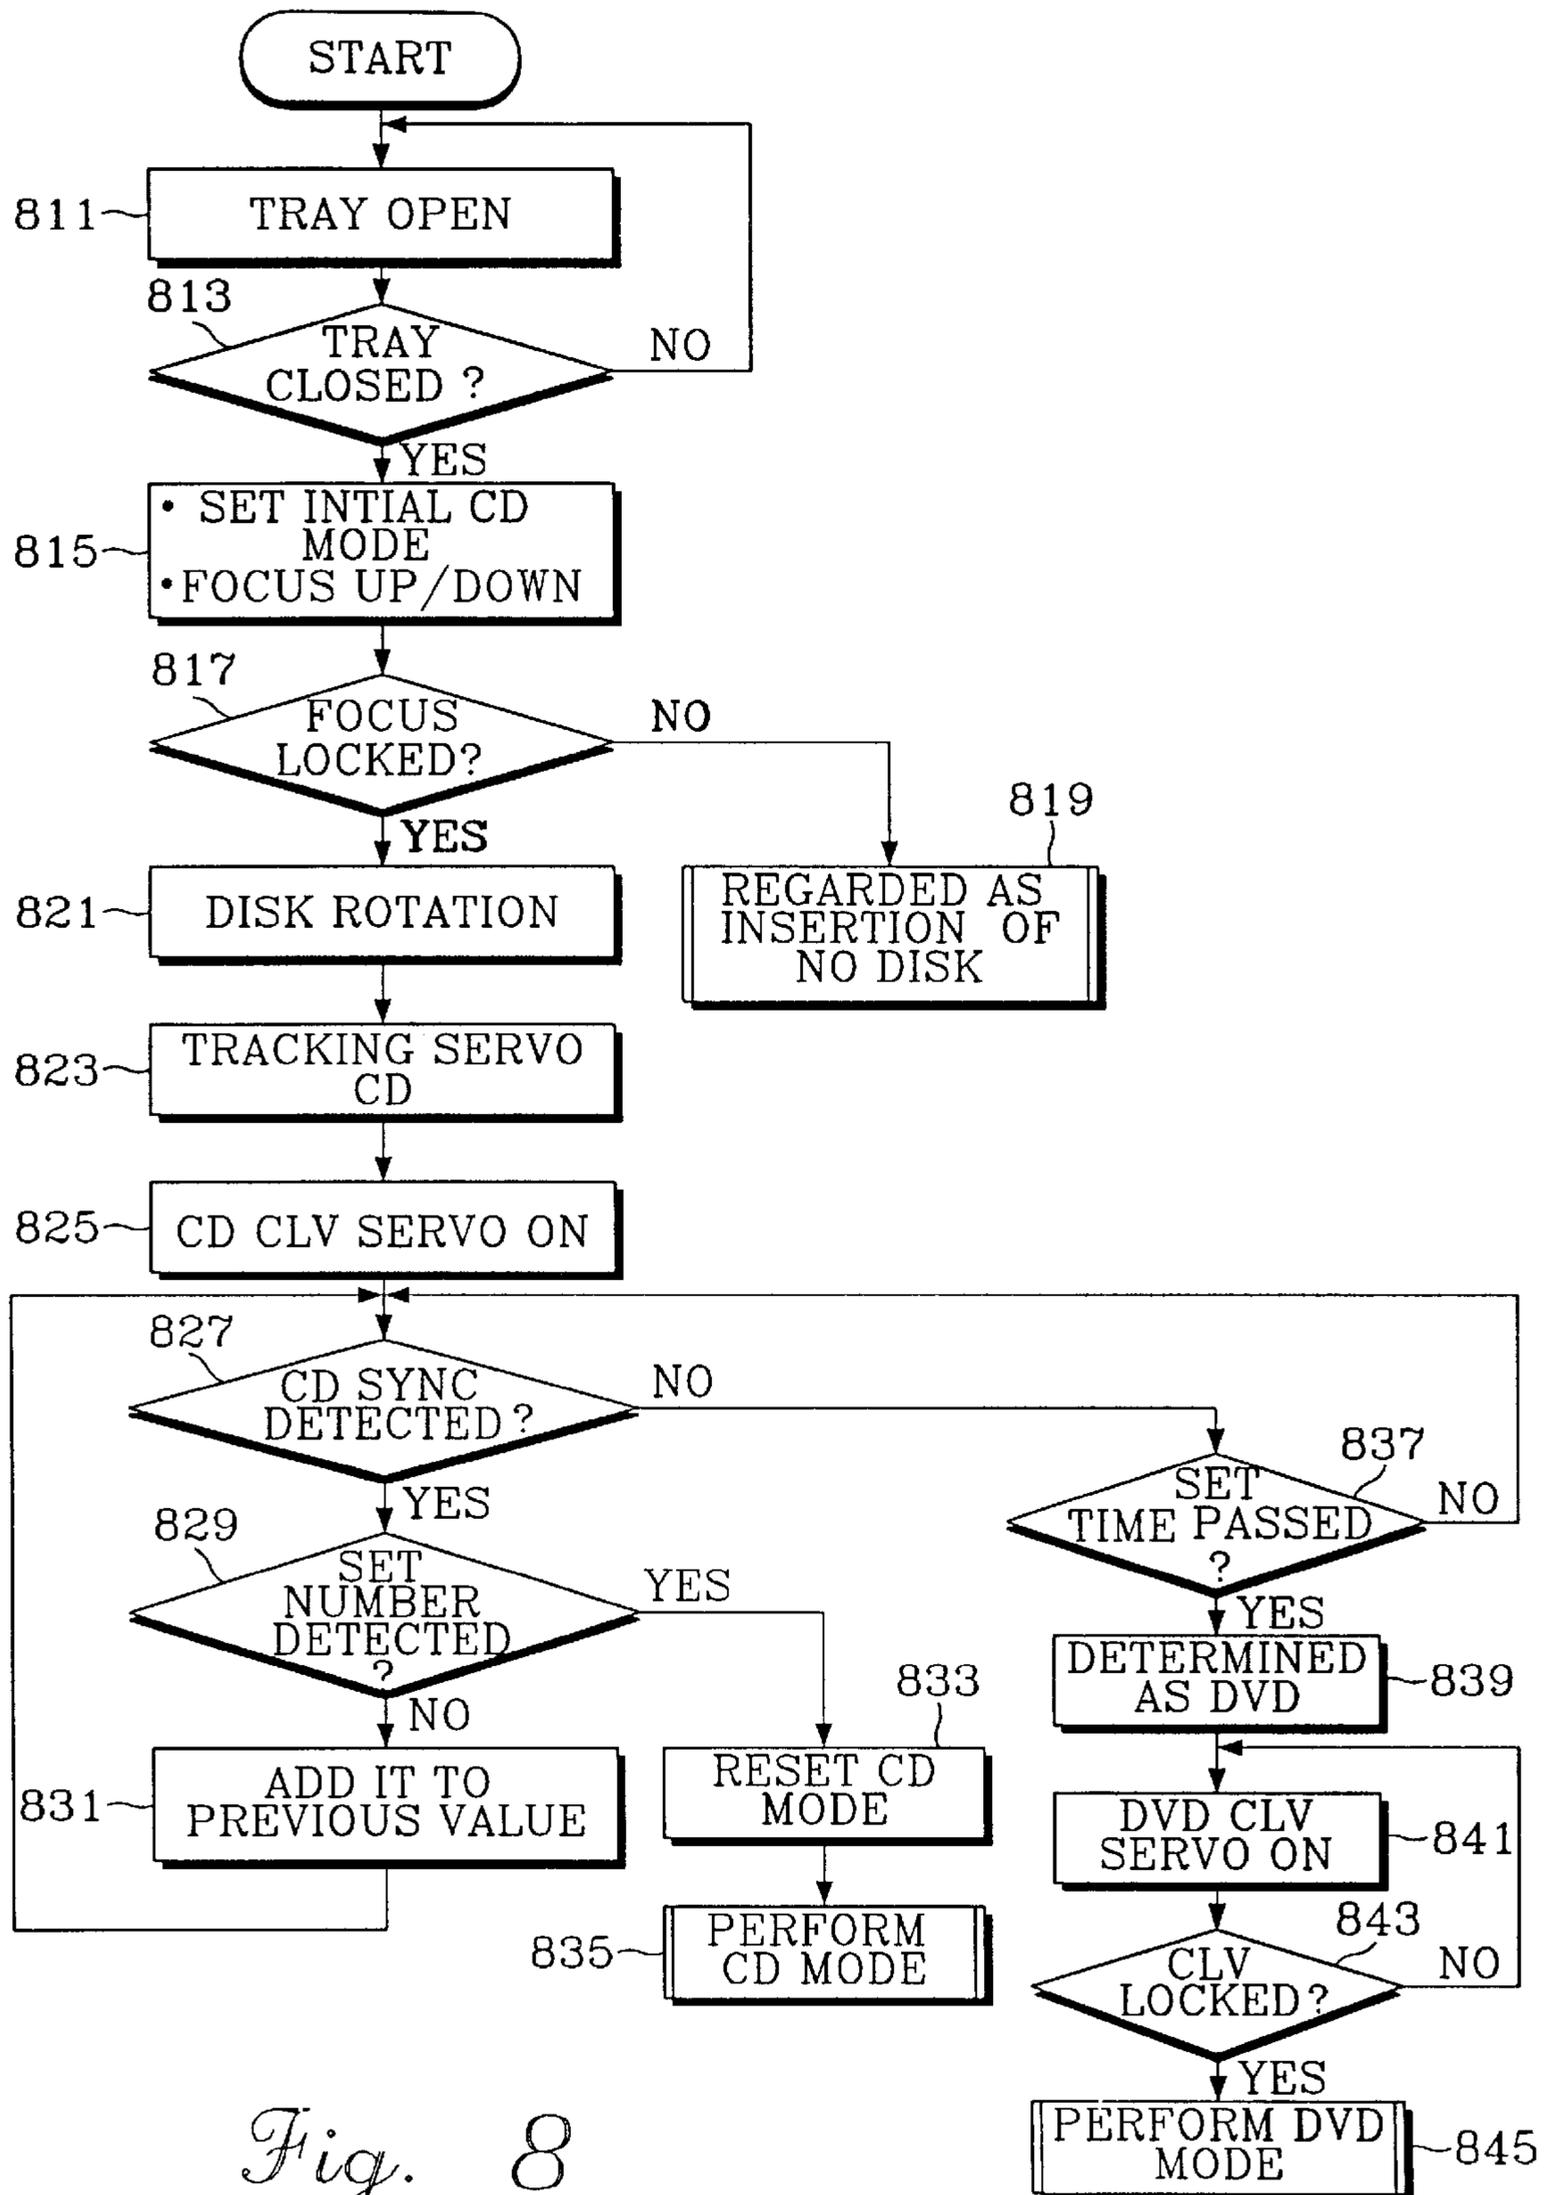 START
811
TRAY OPEN
813
TRAY
CLOSED ?
NO
YES
815
• SET INTIAL CD
MODE
• FOCUS UP/DOWN
817
FOCUS
LOCKED?
NO
YES
819
REGARDED AS
INSERTION OF
NO DISK
821
DISK ROTATION
823
TRACKING SERVO
CD
825
CD CLV SERVO ON
827
CD SYNC
DETECTED ?
NO
YES
837
SET
TIME PASSED
?
NO
YES
829
SET
NUMBER
DETECTED
?
YES
NO
831
ADD IT TO
PREVIOUS VALUE
833
RESET CD
MODE
835
PERFORM
CD MODE
839
DETERMINED
AS DVD
841
DVD CLV
SERVO ON
843
CLV
LOCKED ?
NO
YES
845
PERFORM DVD
MODE
Fig. 8